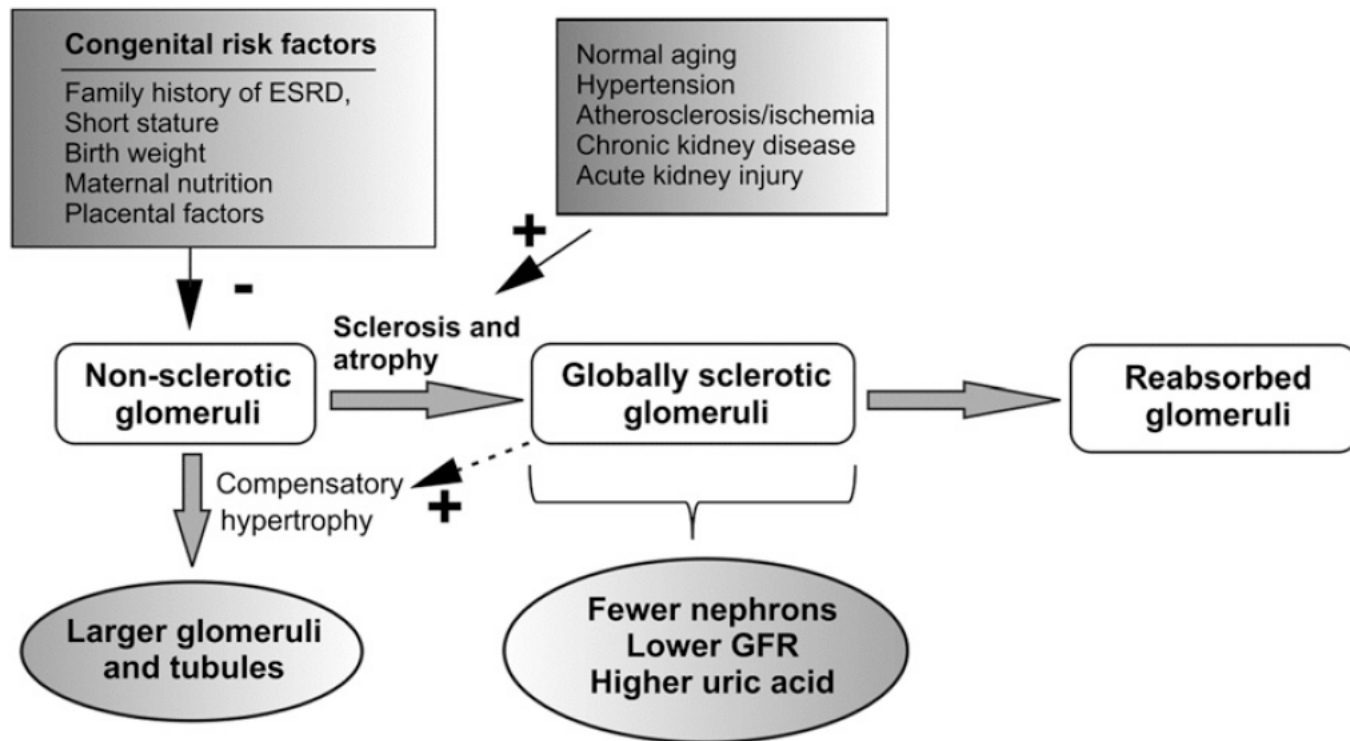 Congenital risk factors
Family history of ESRD,
Short stature
Birth weight
Maternal nutrition
Placental factors
Normal aging
Hypertension
Atherosclerosis/ischemia
Chronic kidney disease
Acute kidney injury
+
-
Sclerosis and
atrophy
Non-sclerotic
glomeruli
Globally sclerotic
glomeruli
Reabsorbed
glomeruli
Compensatory
hypertrophy
+
Larger glomeruli
and tubules
Fewer nephrons
Lower GFR
Higher uric acid